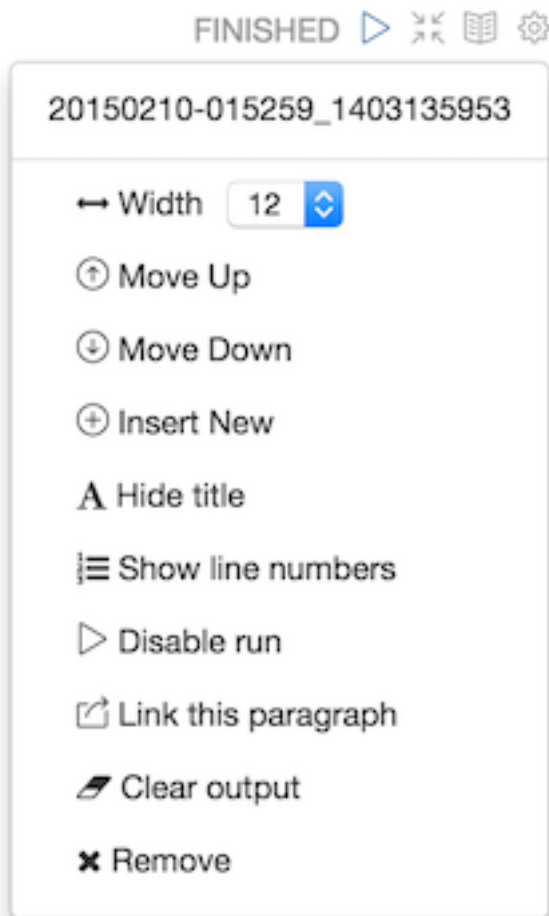 FINISHED
20150210-015259_1403135953
Width 12
Move Up
Move Down
Insert New
Hide title
Show line numbers
Disable run
Link this paragraph
Clear output
Remove